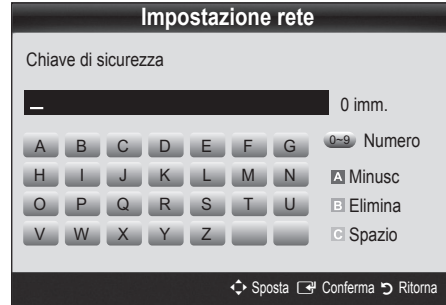 Impostazione rete
Chiave di sicurezza
_ 0 imm.
A B C D E F G 0~9 Numero
H I J K L M N A Minusc
O P Q R S T U B Elimina
V W X Y Z C Spazio
Sposta Conferma Ritorna